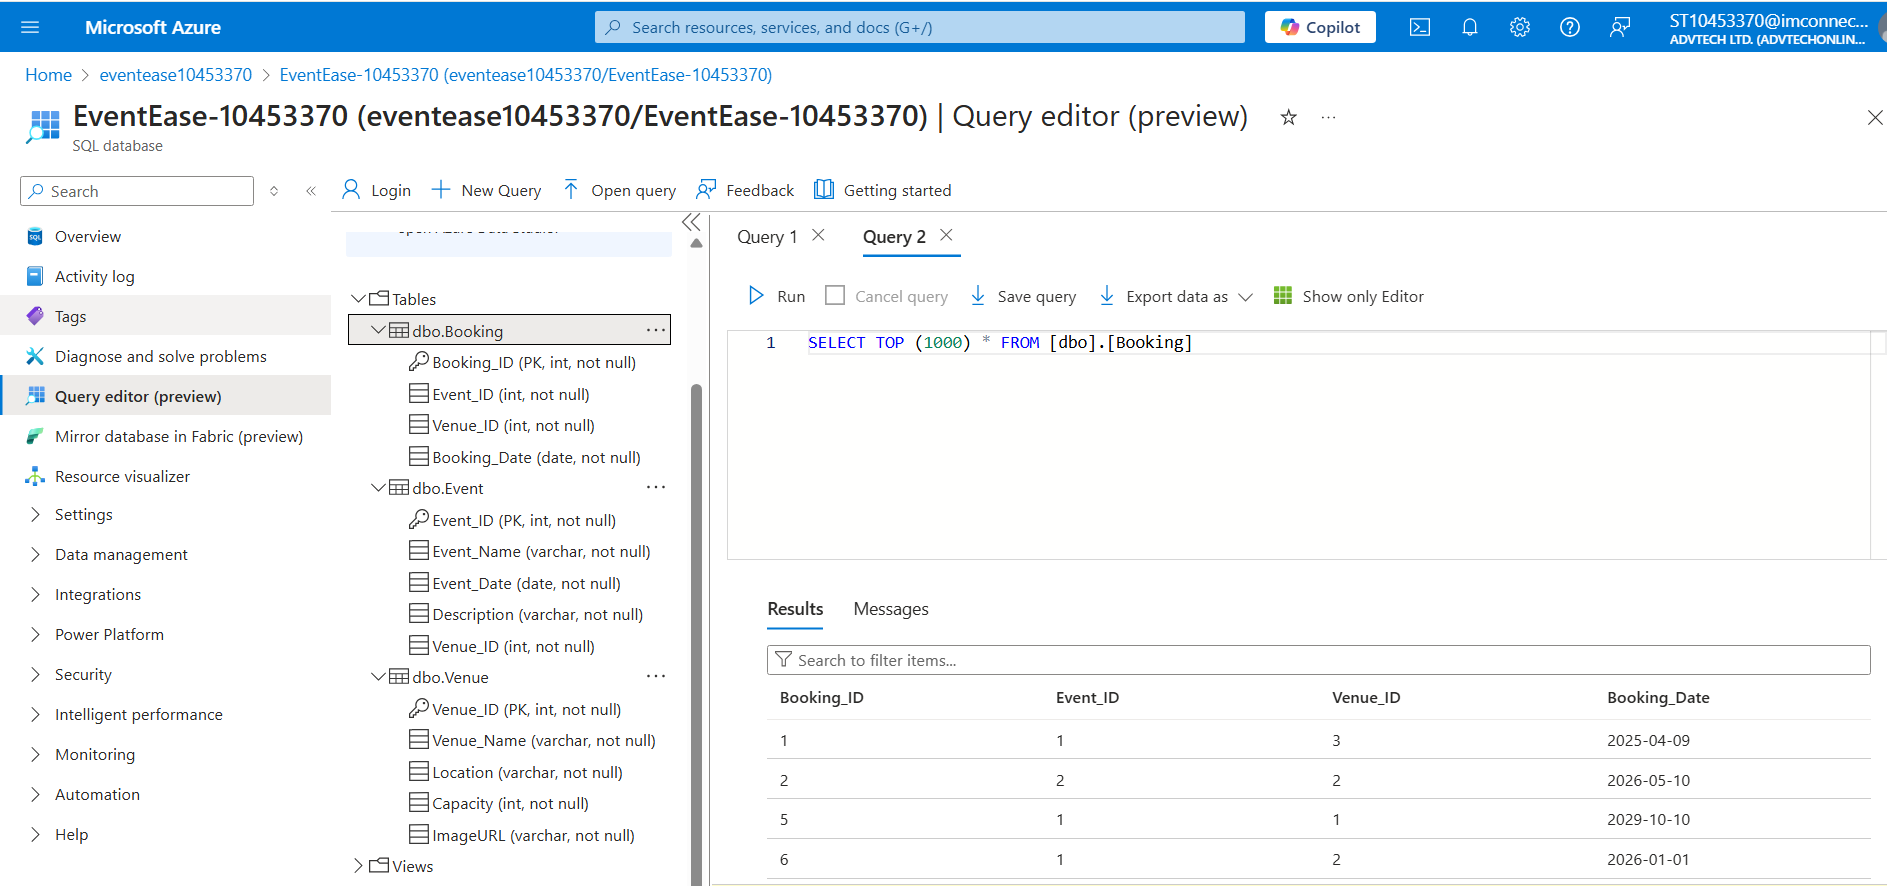 Microsoft Azure
Search resources, services, and docs (G+/)
Copilot
ST10453370@imconnec...
ADVTECH LTD. (ADVTECHONLIN...
Home > eventease10453370 > EventEase-10453370 (eventease10453370/EventEase-10453370)
EventEase-10453370 (eventease10453370/EventEase-10453370) | Query editor (preview)
SQL database
Search
Login
New Query
Open query
Feedback
Getting started
Overview
Activity log
Tags
Diagnose and solve problems
Query editor (preview)
Mirror database in Fabric (preview)
Resource visualizer
Settings
Data management
Integrations
Power Platform
Security
Intelligent performance
Monitoring
Automation
Help
Open Azure Data Studio
Tables
dbo.Booking
Booking_ID (PK, int, not null)
Event_ID (int, not null)
Venue_ID (int, not null)
Booking_Date (date, not null)
dbo.Event
Event_ID (PK, int, not null)
Event_Name (varchar, not null)
Event_Date (date, not null)
Description (varchar, not null)
Venue_ID (int, not null)
dbo.Venue
Venue_ID (PK, int, not null)
Venue_Name (varchar, not null)
Location (varchar, not null)
Capacity (int, not null)
ImageURL (varchar, not null)
Views
Query 1
Query 2
Run
Cancel query
Save query
Export data as
Show only Editor
1 SELECT TOP (1000) * FROM [dbo].[Booking]
Results
Messages
Search to filter items...
Booking_ID Event_ID Venue_ID Booking_Date
1 1 3 2025-04-09
2 2 2 2026-05-10
5 1 1 2029-10-10
6 1 2 2026-01-01